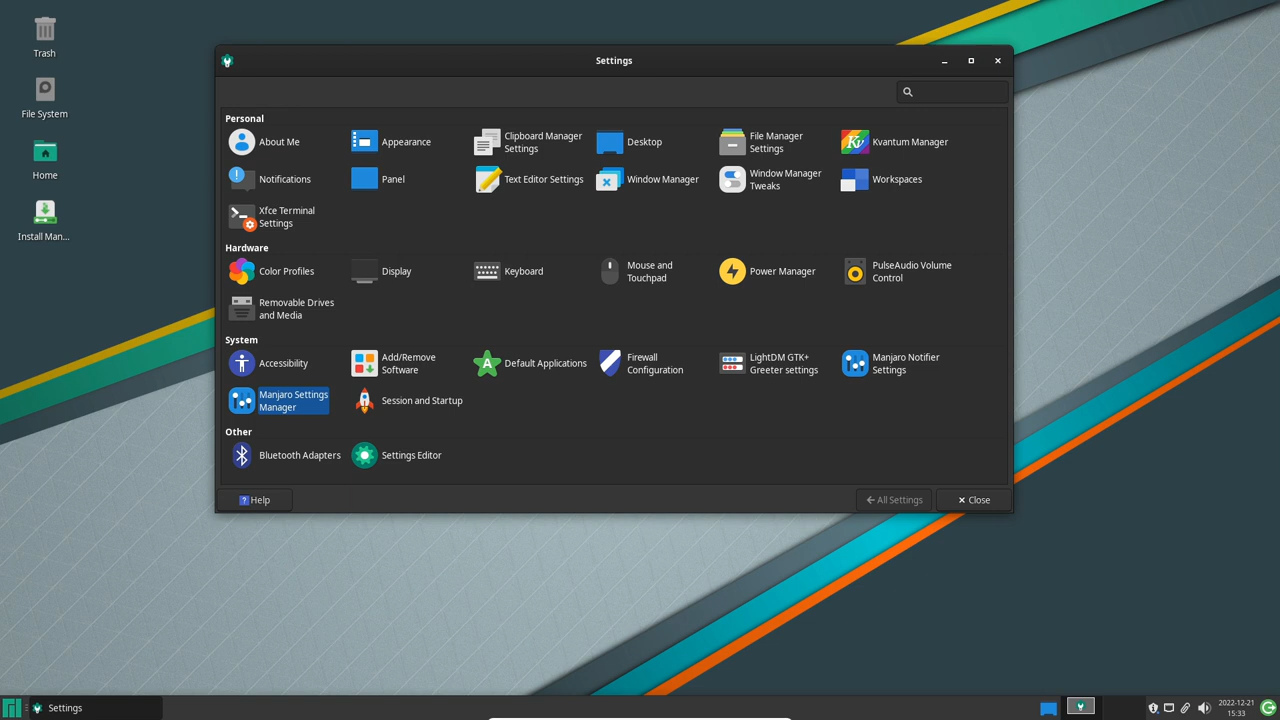 Trash
File System
Home
Install Man...
Settings
Personal
About Me
Appearance
Clipboard Manager
Settings
Desktop
File Manager
Settings
Kvantum Manager
Notifications
Panel
Text Editor Settings
Window Manager
Window Manager
Tweaks
Workspaces
Xfce Terminal
Settings
Hardware
Color Profiles
Display
Keyboard
Mouse and
Touchpad
Power Manager
PulseAudio Volume
Control
Removable Drives
and Media
System
Accessibility
Add/Remove
Software
Default Applications
Firewall
Configuration
LightDM GTK+
Greeter settings
Manjaro Notifier
Settings
Manjaro Settings
Manager
Session and Startup
Other
Bluetooth Adapters
Settings Editor
Help
All Settings
Close
Settings
2022-12-21
15:33